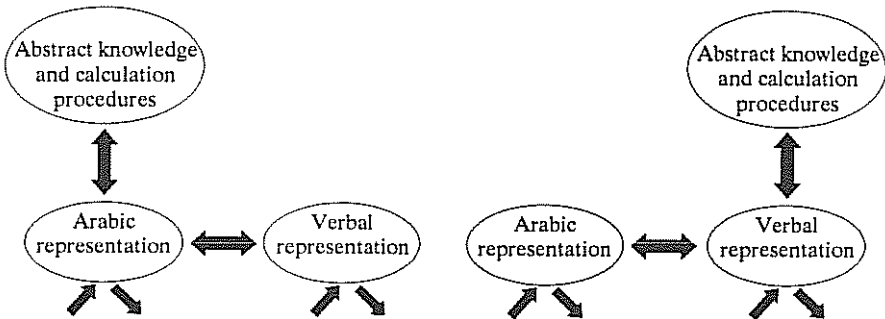 Abstract knowledge
and calculation
procedures
Arabic
representation
Verbal
representation
Abstract knowledge
and calculation
procedures
Arabic
representation
Verbal
representation